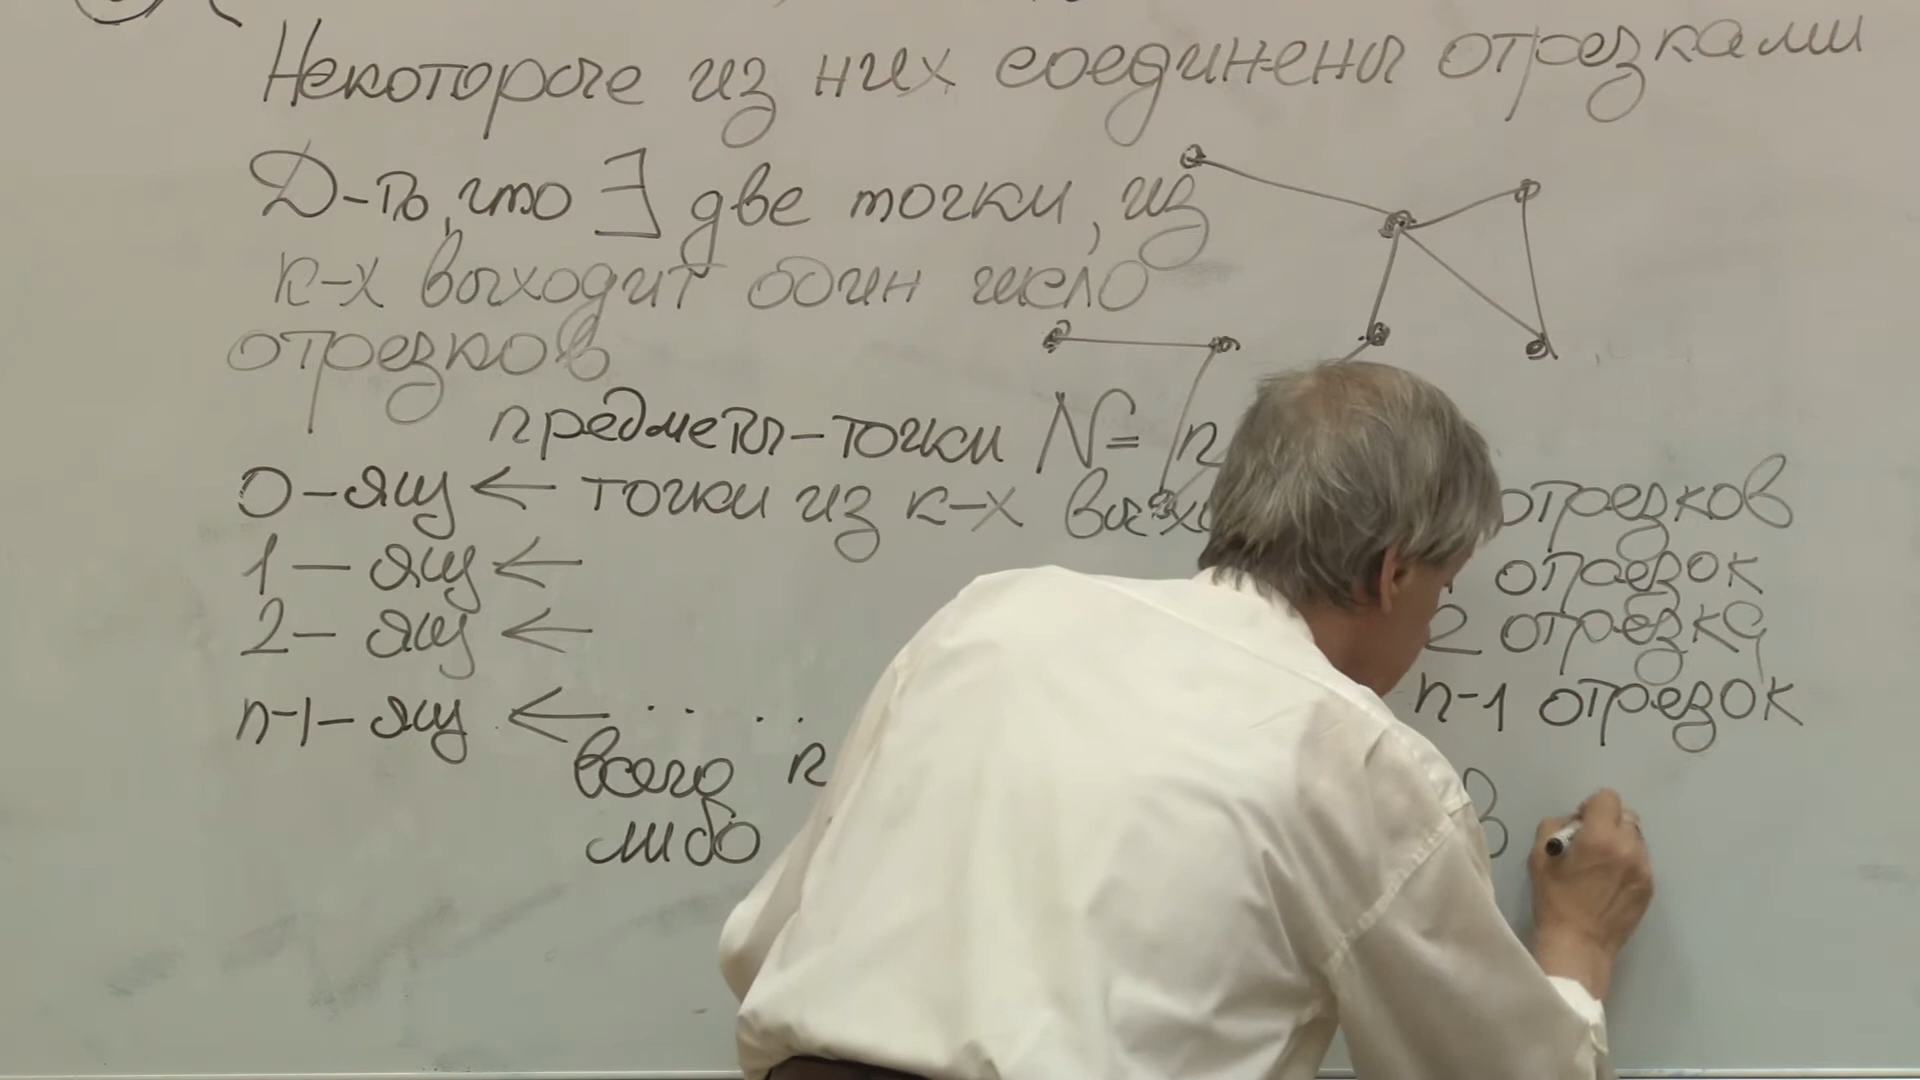 Некоторые из них соединены отрезками
Д-ть, что ∃ две точки, из
к-х выходит один число
отрезков
предметы-точки N= n
0-ящ ← точки из к-х отрезков
1 — ящ ← отрезок
2 — ящ ← 2 отрезка
n-1-ящ ← . . . . n-1 отрезок
всего n
либо